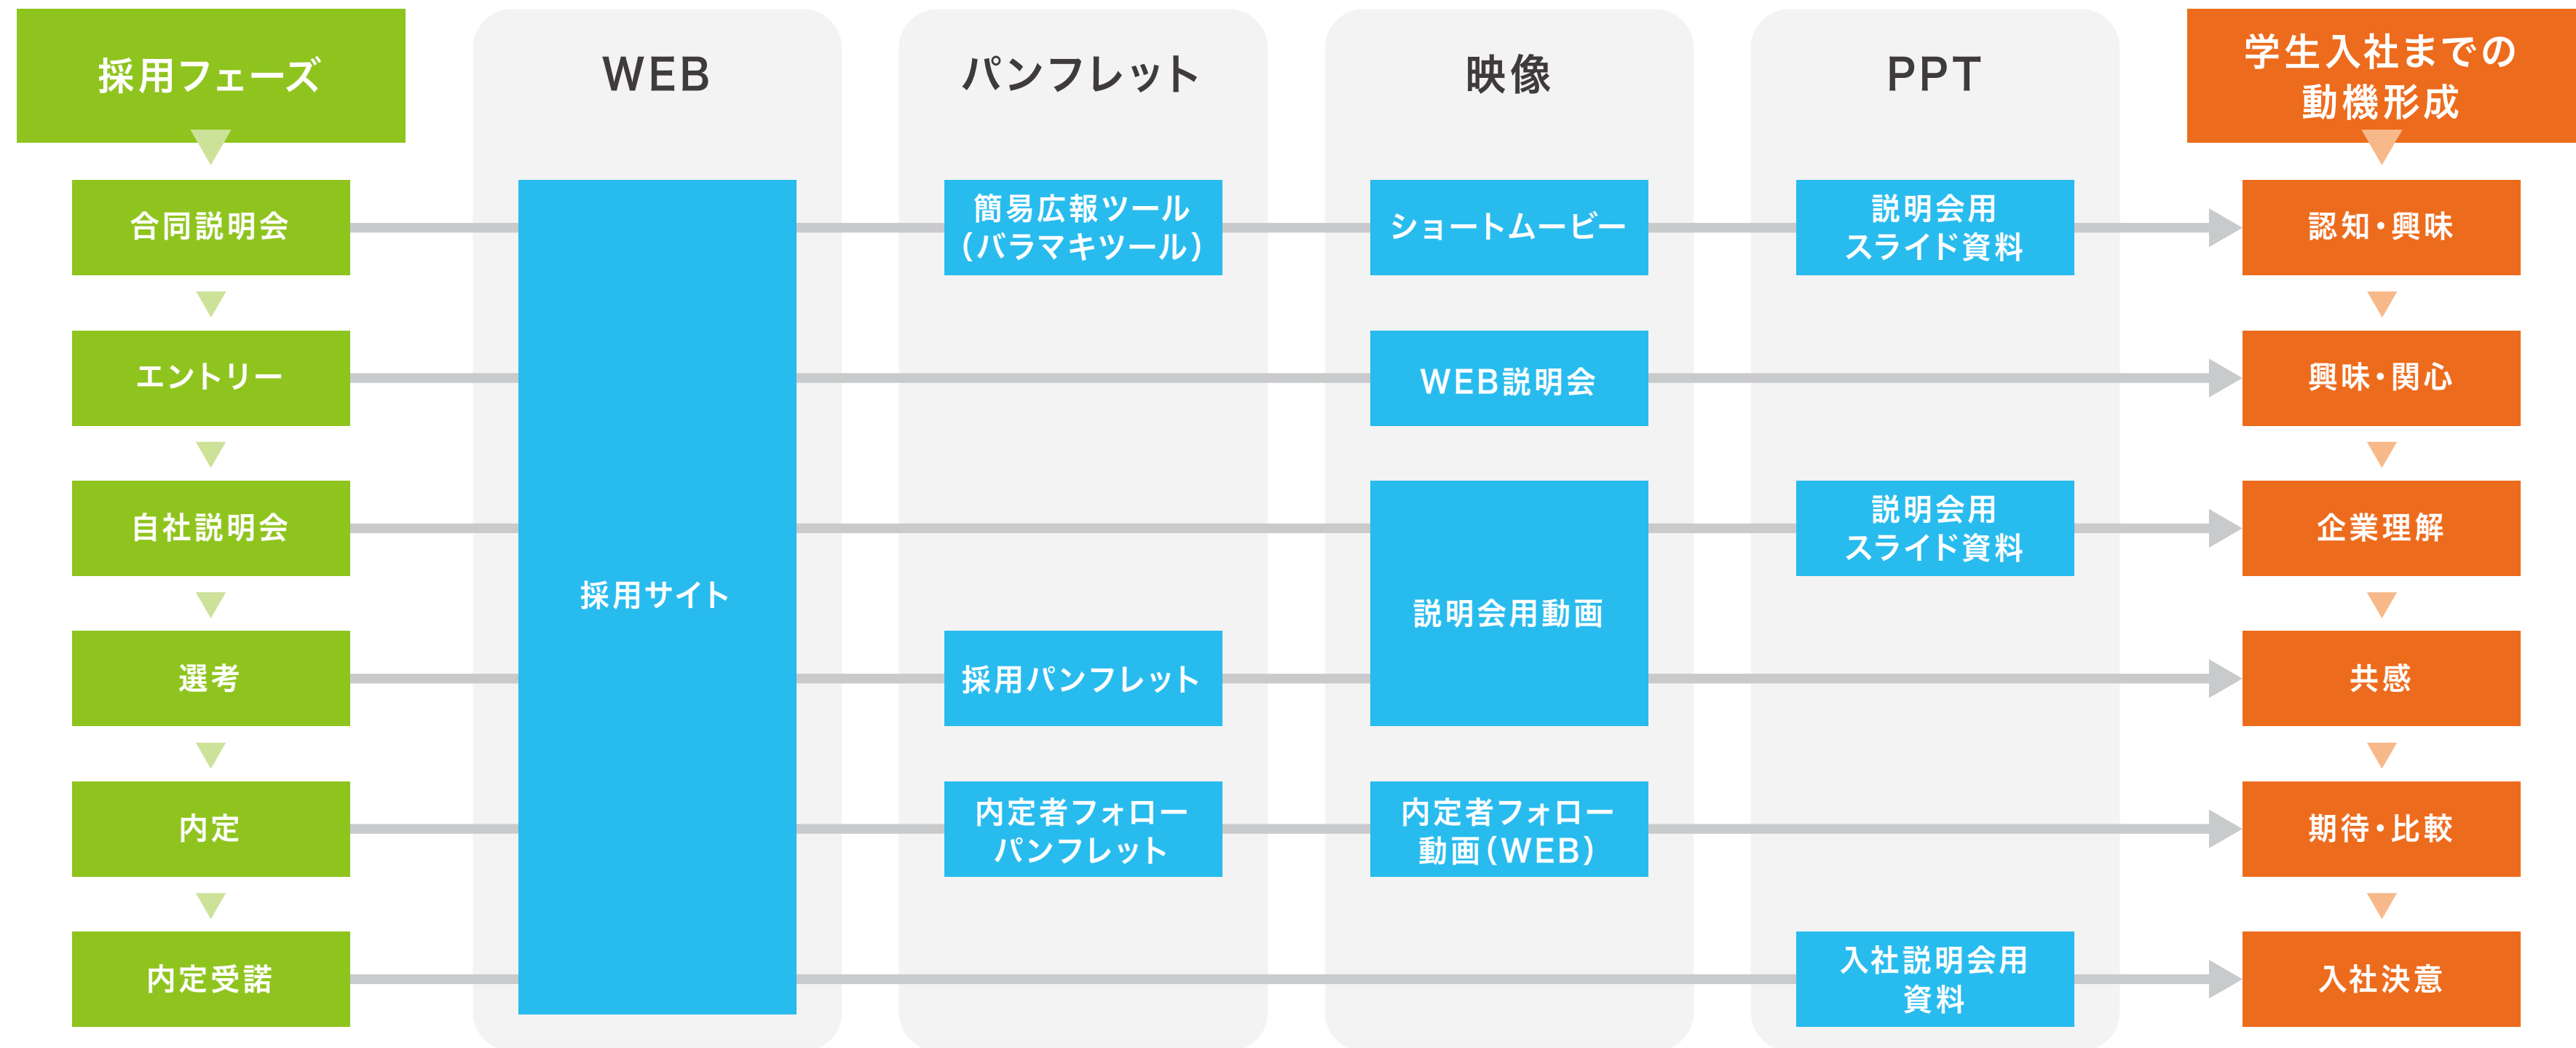 採用フェーズ
WEB
パンフレット
映像
PPT
学生入社までの
動機形成
合同説明会
簡易広報ツール
（バラマキツール）
ショートムービー
説明会用
スライド資料
認知・興味
エントリー
WEB説明会
興味・関心
自社説明会
説明会用
スライド資料
企業理解
採用サイト
説明会用動画
選考
採用パンフレット
共感
内定
内定者フォロー
パンフレット
内定者フォロー
動画（WEB）
期待・比較
内定受諾
入社説明会用
資料
入社決意